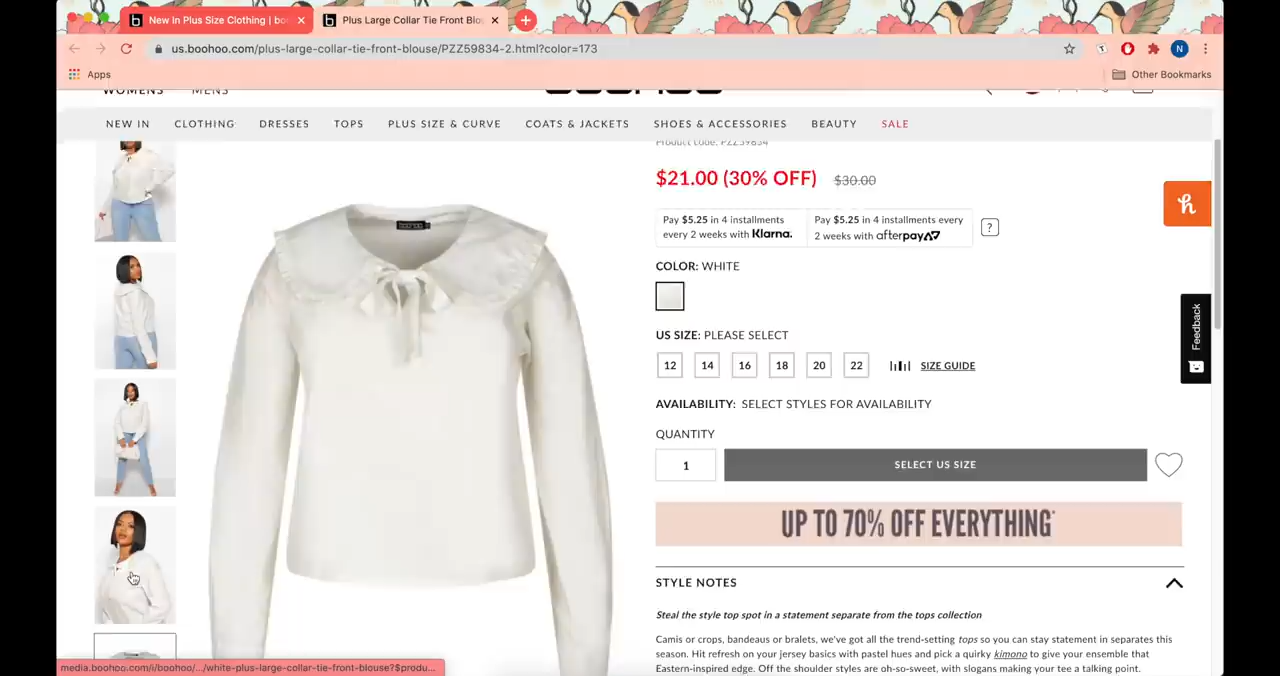 New In Plus Size Clothing | boo
Plus Large Collar Tie Front Blou
us.boohoo.com/plus-large-collar-tie-front-blouse/PZZ59834-2.html?color=173
N
Apps
Other Bookmarks
WOMENS MENS
NEW IN CLOTHING DRESSES TOPS PLUS SIZE & CURVE COATS & JACKETS SHOES & ACCESSORIES BEAUTY SALE
Product code: PZZ59834
$21.00 (30% OFF) $30.00
Pay $5.25 in 4 installments
every 2 weeks with Klarna.
Pay $5.25 in 4 installments every
2 weeks with afterpay
?
COLOR: WHITE
US SIZE: PLEASE SELECT
12 14 16 18 20 22 SIZE GUIDE
AVAILABILITY: SELECT STYLES FOR AVAILABILITY
QUANTITY
1 SELECT US SIZE
UP TO 70% OFF EVERYTHING*
STYLE NOTES
Steal the style top spot in a statement separate from the tops collection
Camis or crops, bandeaus or bralets, we've got all the trend-setting tops so you can stay statement in separates this
season. Hit refresh on your jersey basics with pastel hues and pick a quirky kimono to give your ensemble that
Eastern-inspired edge. Off the shoulder styles are oh-so-sweet, with slogans making your tee a talking point.
Feedback
boohoo
media.boohoo.com/i/boohoo/.../white-plus-large-collar-tie-front-blouse?$produ...